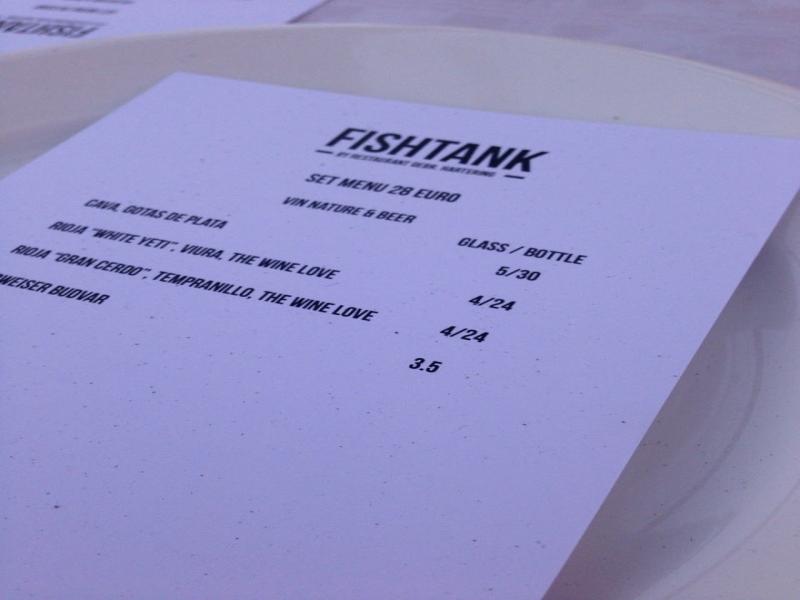 FISHTANK
FISHTANK
BY RESTAURANT GEBR. HARTERING
SET MENU 28 EURO
VIN NATURE & BEER
GLASS / BOTTLE
CAVA, GOTAS DE PLATA 5/30
RIOJA "WHITE YETI", VIURA, THE WINE LOVE 4/24
RIOJA "GRAN CERDO", TEMPRANILLO, THE WINE LOVE 4/24
WEISER BUDVAR 3.5